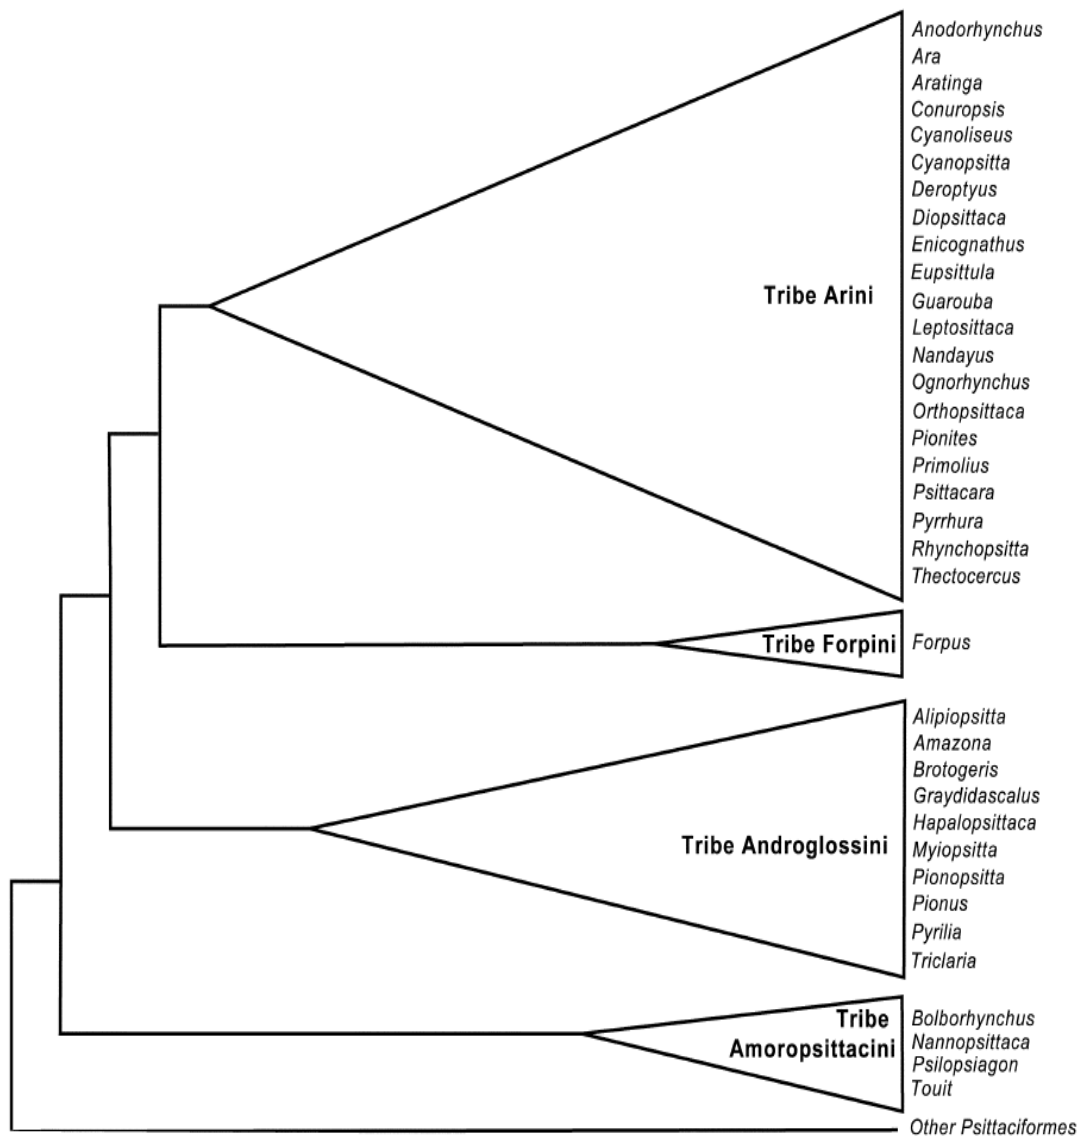 Anodorhynchus
Ara
Aratinga
Conuropsis
Cyanoliseus
Cyanopsitta
Deroptyus
Diopsittaca
Enicognathus
Eupsittula
Tribe Arini
Guarouba
Leptosittaca
Nandayus
Ognorhynchus
Orthopsittaca
Pionites
Primolius
Psittacara
Pyrrhura
Rhynchopsitta
Thectocercus
Tribe Forpini
Forpus
Alipiopsitta
Amazona
Brotogeris
Graydidascalus
Hapalopsittaca
Tribe Androglossini
Myiopsitta
Pionopsitta
Pionus
Pyrilia
Triclaria
Tribe
Amoropsittacini
Bolborhynchus
Nannopsittaca
Psilopsiagon
Touit
Other Psittaciformes